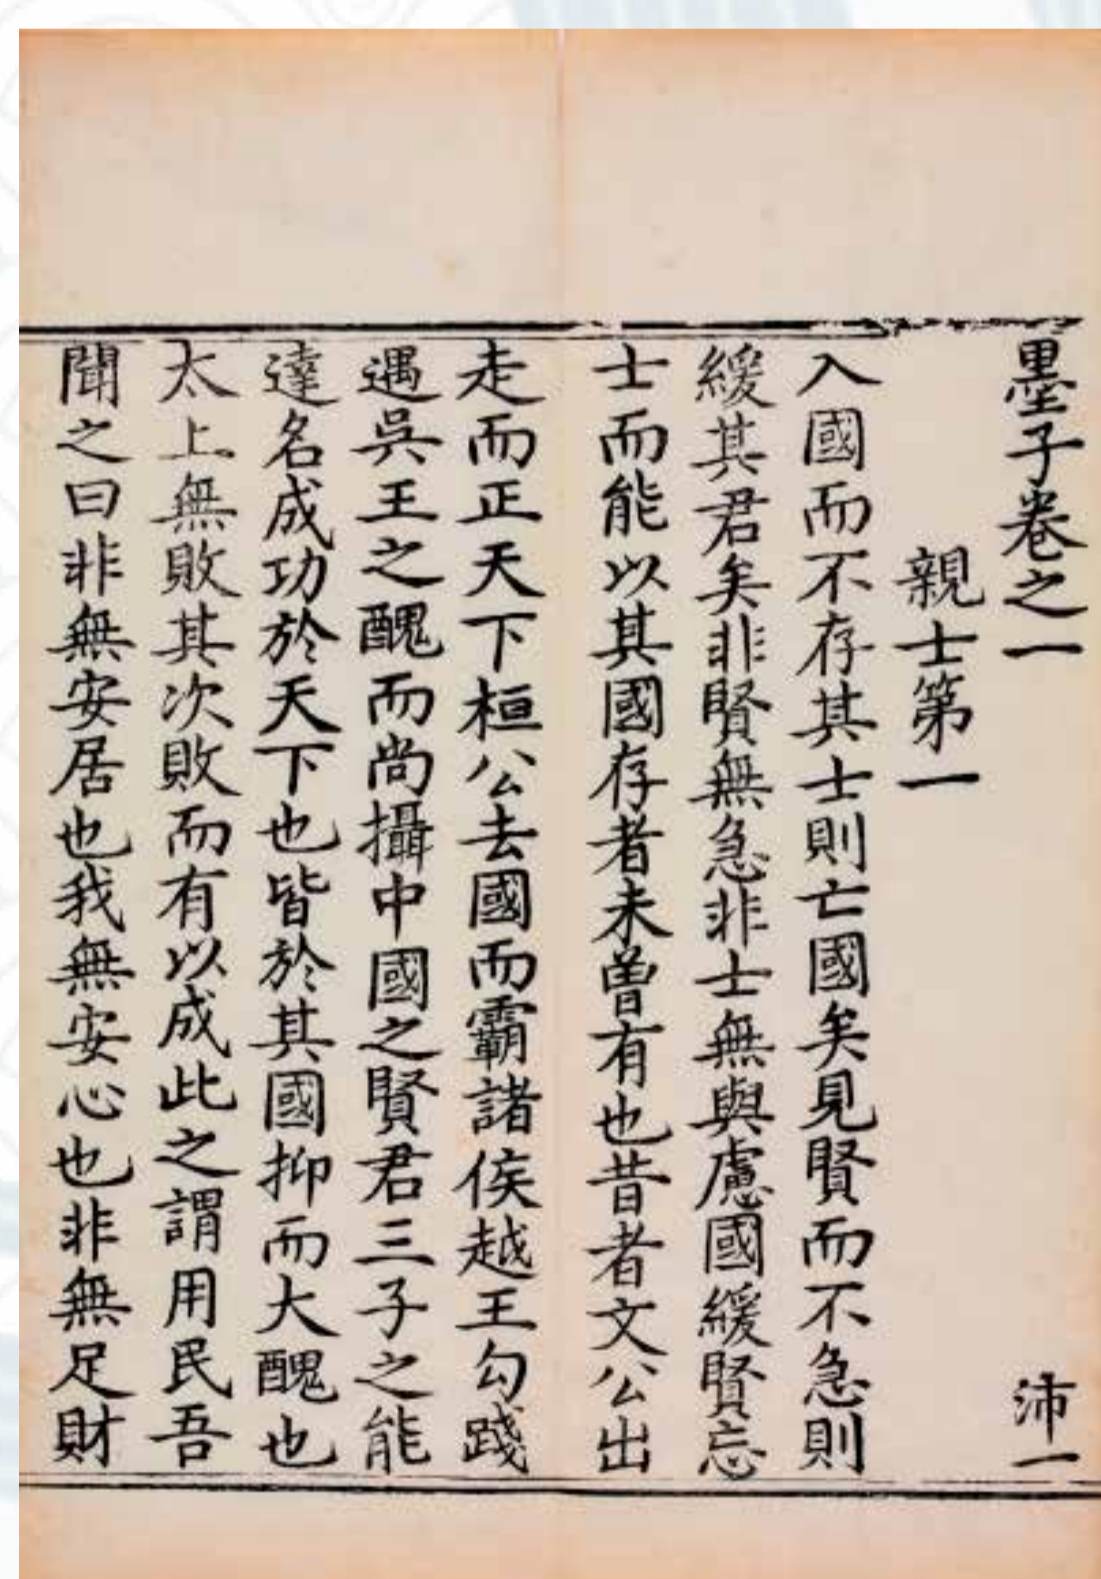 墨子卷之一 沛一
親士第一
入國而不存其士則亡國矣見賢而不急則
緩其君矣非賢無急非士無與慮國緩賢忘
士而能以其國存者未曾有也昔者文公出
走而正天下桓公去國而霸諸侯越王勾踐
遇吳王之醜而尚攝中國之賢君三子之能
達名成功於天下也皆於其國抑而大醜也
太上無敗其次敗而有以成此之謂用民吾
聞之曰非無安居也我無安心也非無足財